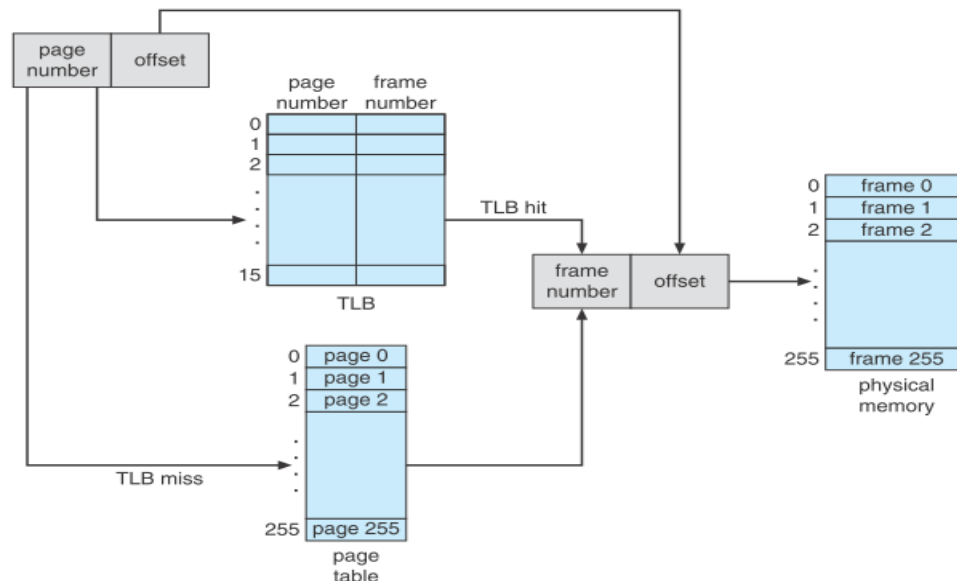 page
number
offset
page
number
frame
number
0
1
2
.
.
.
.
15
TLB
TLB hit
frame
number
offset
0
frame 0
1
frame 1
2
frame 2
.
.
.
.
255
frame 255
physical
memory
0
page 0
1
page 1
2
page 2
.
.
.
.
TLB miss
255
page 255
page
table